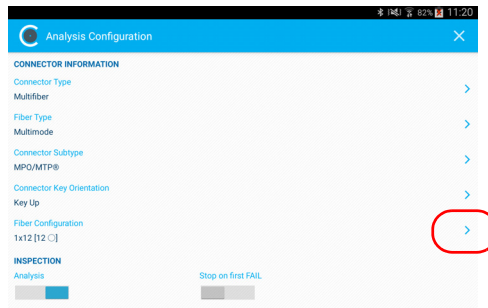 82% 11:20
Analysis Configuration
CONNECTOR INFORMATION
Connector Type
Multifiber
Fiber Type
Multimode
Connector Subtype
MPO/MTP®
Connector Key Orientation
Key Up
Fiber Configuration
1x12 [12 ○]
INSPECTION
Analysis Stop on first FAIL